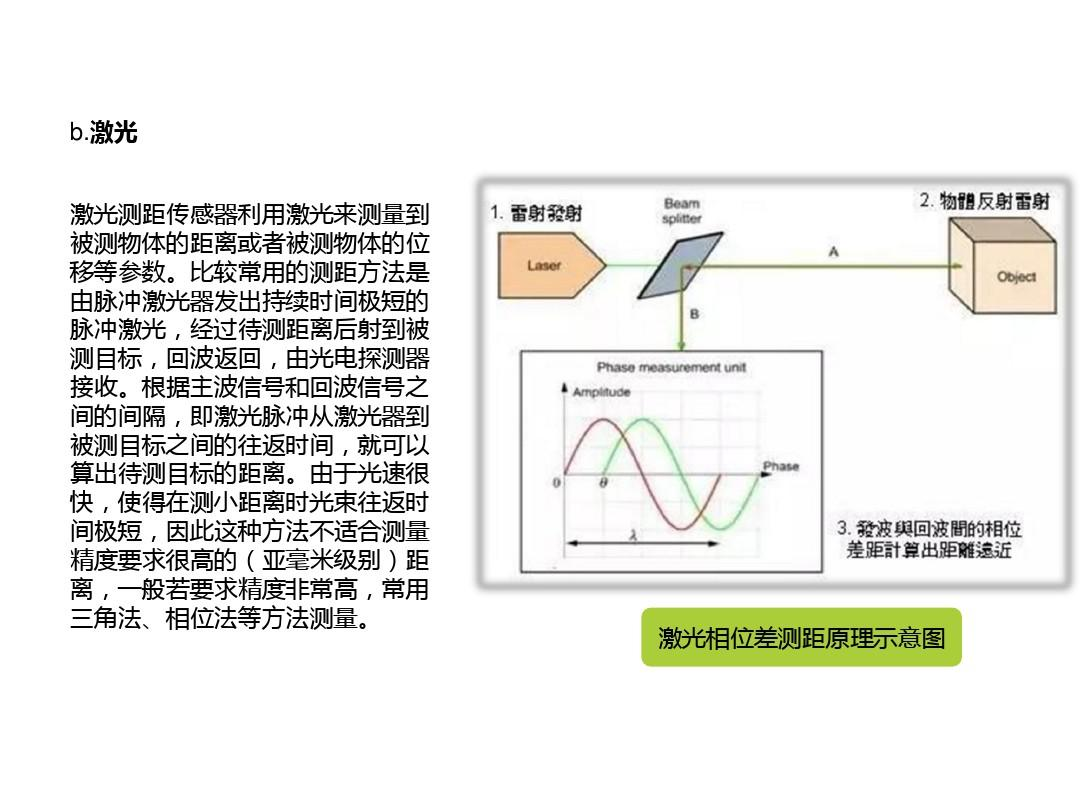 b.激光
激光测距传感器利用激光来测量到
被测物体的距离或者被测物体的位
移等参数。比较常用的测距方法是
由脉冲激光器发出持续时间极短的
脉冲激光，经过待测距离后射到被
测目标，回波返回，由光电探测器
接收。根据主波信号和回波信号之
间的间隔，即激光脉冲从激光器到
被测目标之间的往返时间，就可以
算出待测目标的距离。由于光速很
快，使得在测小距离时光束往返时
间极短，因此这种方法不适合测量
精度要求很高的（亚毫米级别）距
离，一般若要求精度非常高，常用
三角法、相位法等方法测量。
1. 雷射發射
Beam
splitter
2. 物體反射雷射
Laser
A
Object
B
Phase measurement unit
Amplitude
Phase
0
θ
λ
3. 發波與回波間的相位
差距計算出距離遠近
激光相位差测距原理示意图